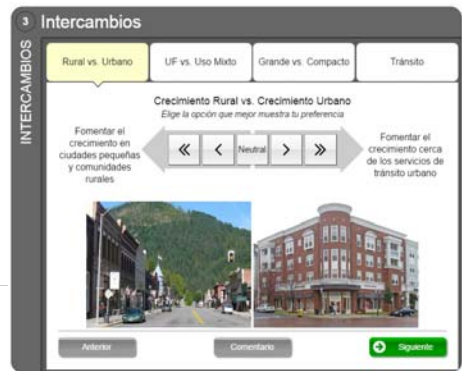 3 Intercambios
INTERCAMBIOS
Rural vs. Urbano
UF vs. Uso Mixto
Grande vs. Compacto
Tránsito
Crecimiento Rural vs. Crecimiento Urbano
Elige la opción que mejor muestra tu preferencia
Fomentar el
crecimiento en
ciudades pequeñas
y comunidades
rurales
« < Neutral > »
Fomentar el
crecimiento cerca
de los servicios de
tránsito urbano
Anterior
Comentario
Siguiente